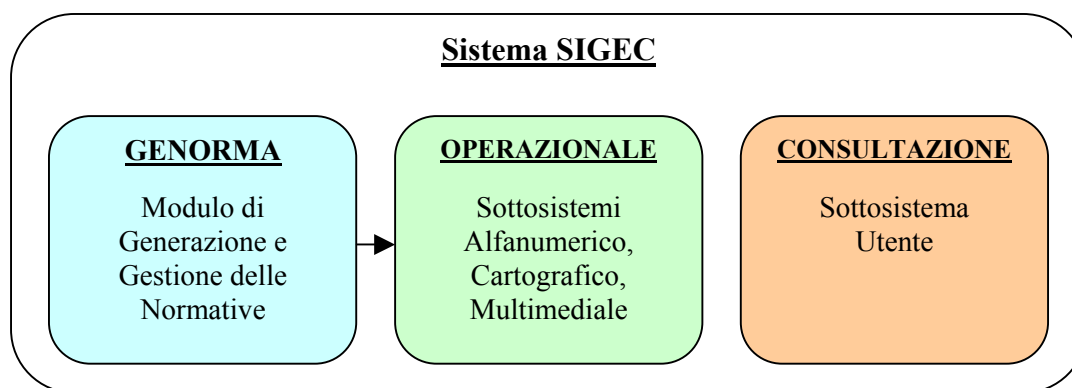 Sistema SIGEC
GENORMA
Modulo di
Generazione e
Gestione delle
Normative
OPERAZIONALE
Sottosistemi
Alfanumerico,
Cartografico,
Multimediale
CONSULTAZIONE
Sottosistema
Utente